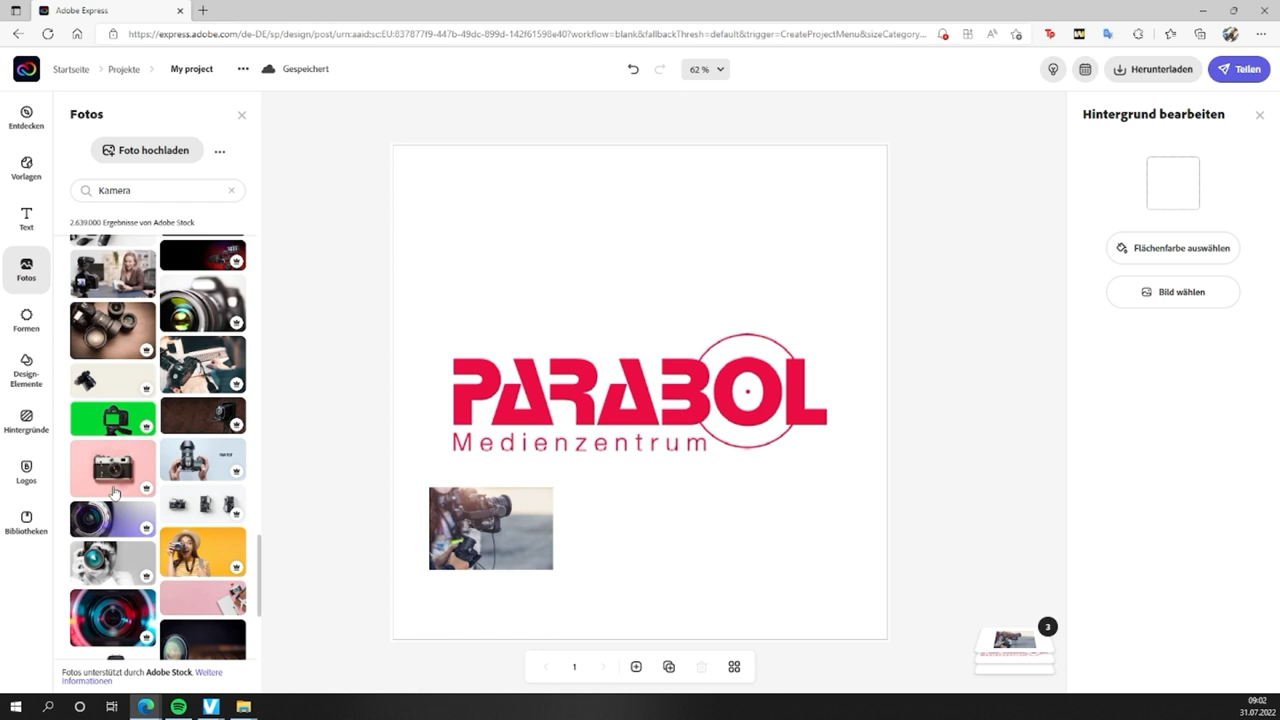 Adobe Express
https://express.adobe.com/de-DE/sp/design/post/urn:aaid:sc:EU:837877f9-447b-49dc-899d-142f61598e40?workflow=blank&fallbackThresh=default&trigger=CreateProjectMenu&sizeCategory...
Startseite
Projekte
My project
Gespeichert
62 %
Herunterladen
Teilen
Entdecken
Vorlagen
Text
Fotos
Formen
Design-
Elemente
Hintergründe
Logos
Bibliotheken
Fotos
Foto hochladen
Kamera
2.639.000 Ergebnisse von Adobe Stock
Fotos unterstützt durch Adobe Stock. Weitere
Informationen
PARABOL
Medienzentrum
1
Hintergrund bearbeiten
Flächenfarbe auswählen
Bild wählen
3
09:02
31.07.2022